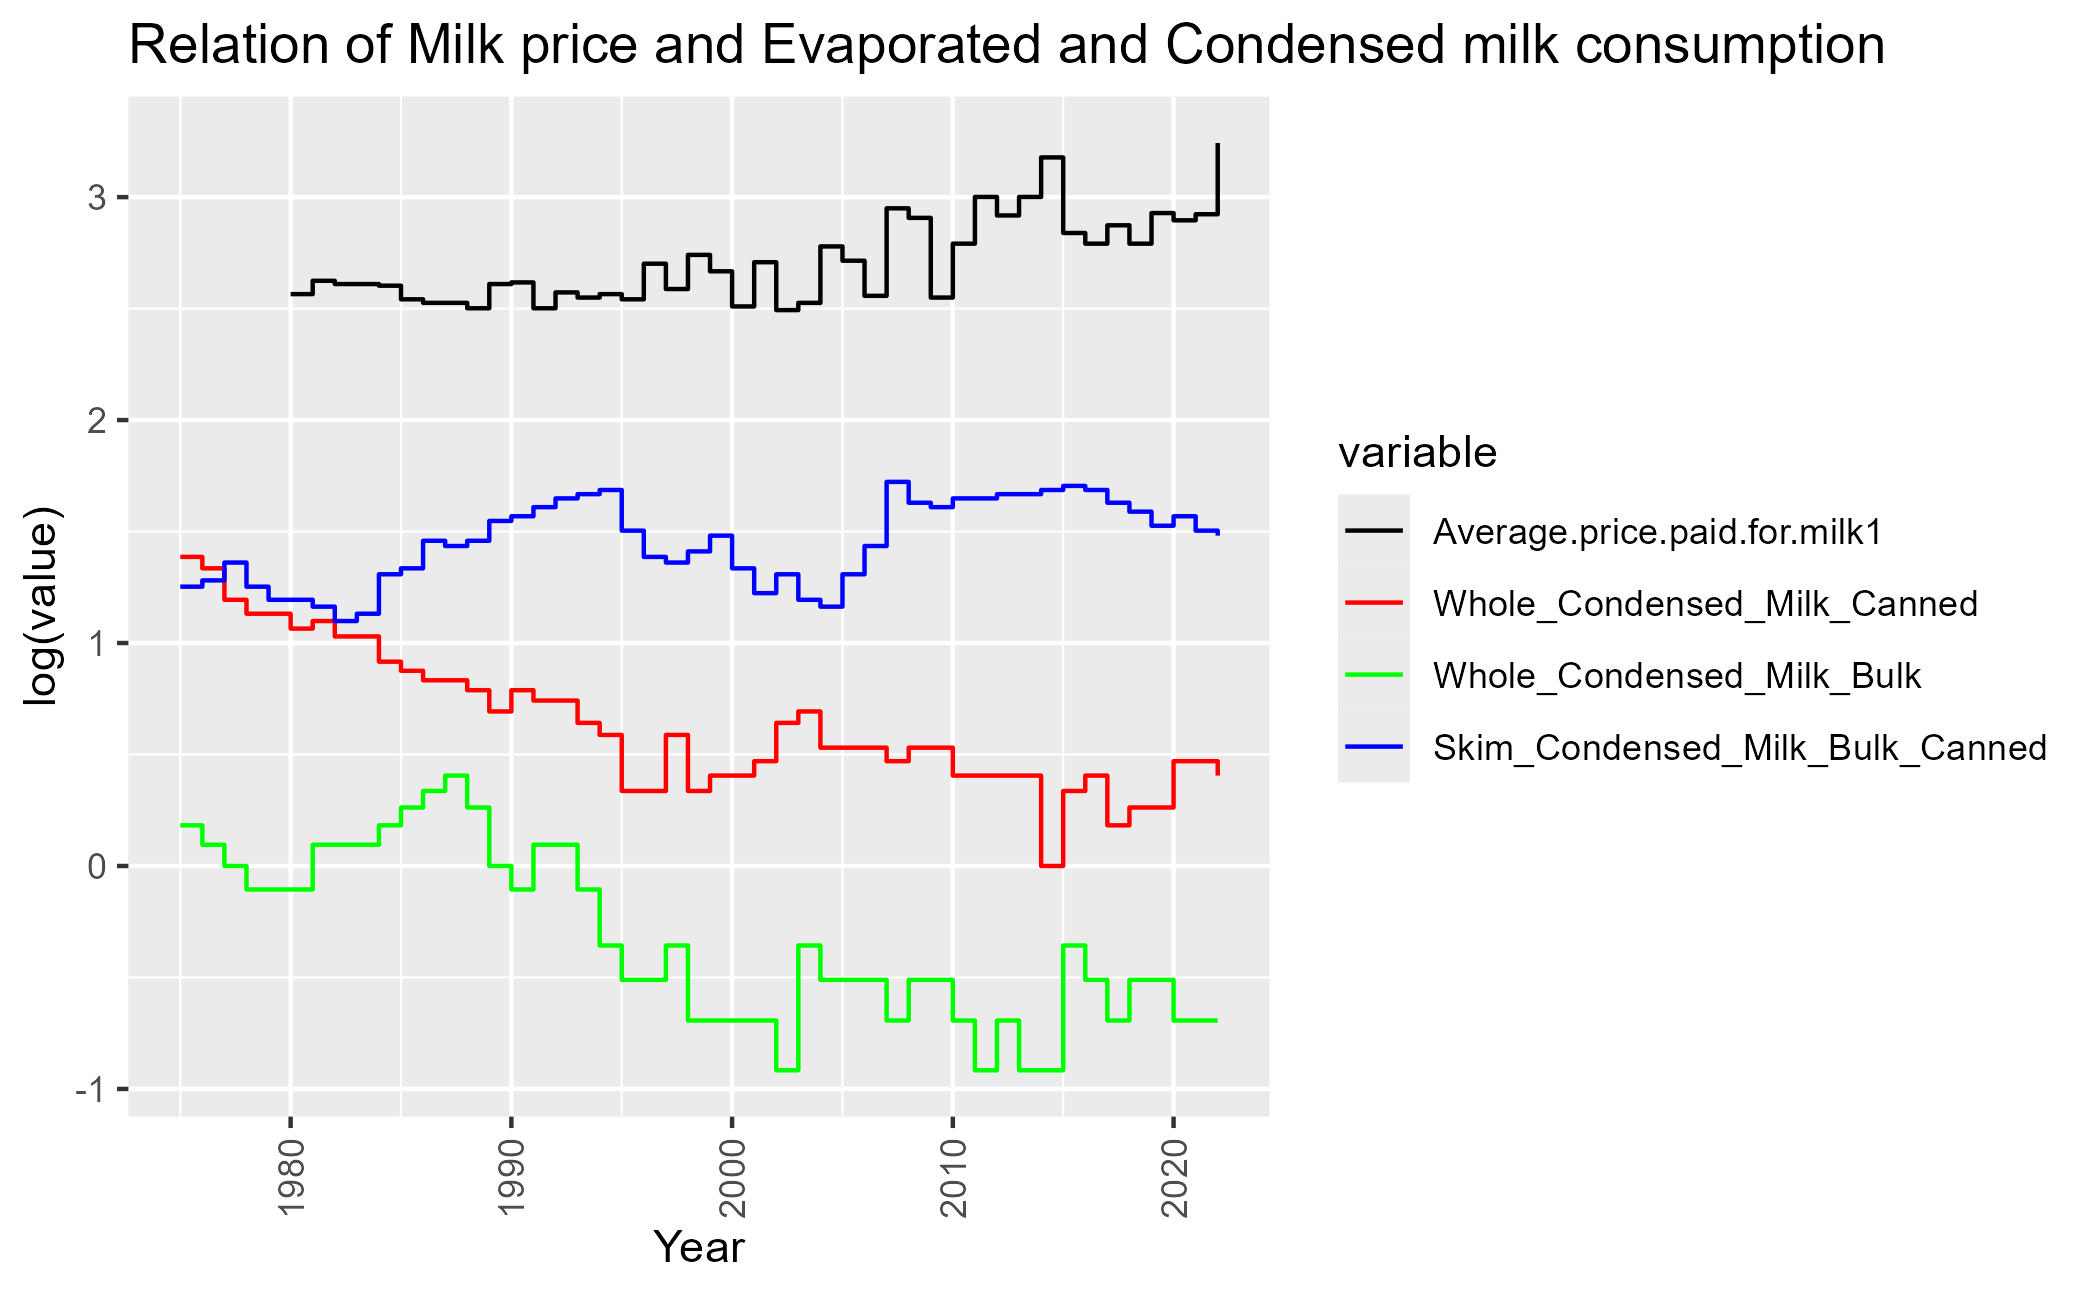 Relation of Milk price and Evaporated and Condensed milk consumption
log(value)
3
2
1
0
-1
1980
1990
2000
2010
2020
Year
variable
Average.price.paid.for.milk1
Whole_Condensed_Milk_Canned
Whole_Condensed_Milk_Bulk
Skim_Condensed_Milk_Bulk_Canned